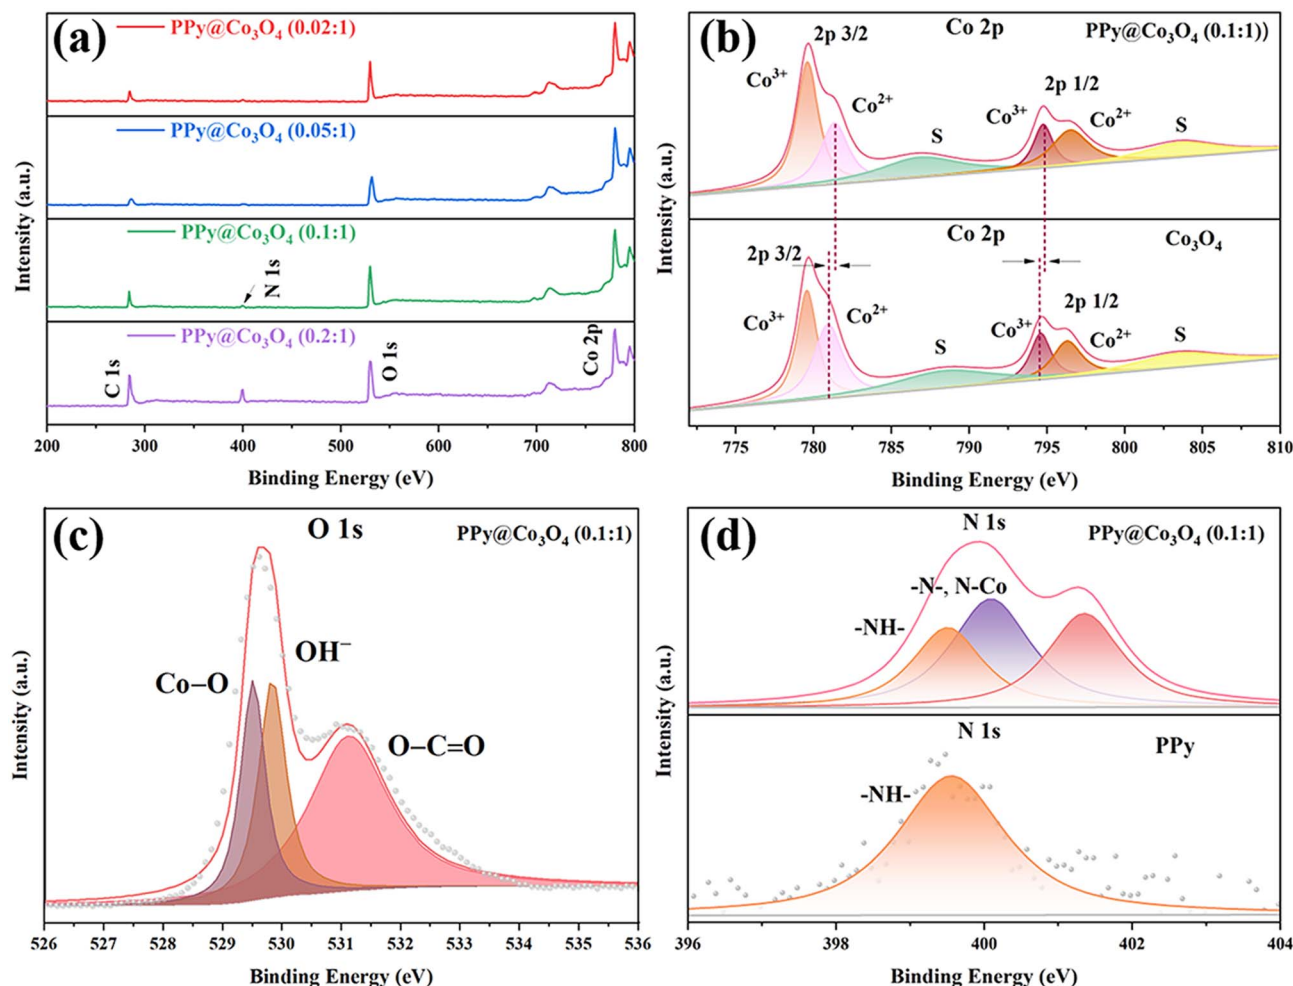 (a)
PPy@Co₃O₄ (0.02:1)
PPy@Co₃O₄ (0.05:1)
PPy@Co₃O₄ (0.1:1)
N 1s
PPy@Co₃O₄ (0.2:1)
C 1s
O 1s
Co 2p
Intensity (a.u.)
200 300 400 500 600 700 800
Binding Energy (eV)
(b)
Co 2p
PPy@Co₃O₄ (0.1:1))
2p 3/2
Co³⁺
Co²⁺
S
2p 1/2
Co³⁺
Co²⁺
S
Co 2p
Co₃O₄
2p 3/2
Co³⁺
Co²⁺
S
2p 1/2
Co³⁺
Co²⁺
S
Intensity (a.u.)
775 780 785 790 795 800 805 810
Binding Energy (eV)
(c)
O 1s
PPy@Co₃O₄ (0.1:1)
OH⁻
Co–O
O–C=O
Intensity (a.u.)
526 527 528 529 530 531 532 533 534 535 536
Binding Energy (eV)
(d)
N 1s
PPy@Co₃O₄ (0.1:1)
-N-, N-Co
-NH-
N 1s
PPy
-NH-
Intensity (a.u.)
396 398 400 402 404
Binding Energy (eV)